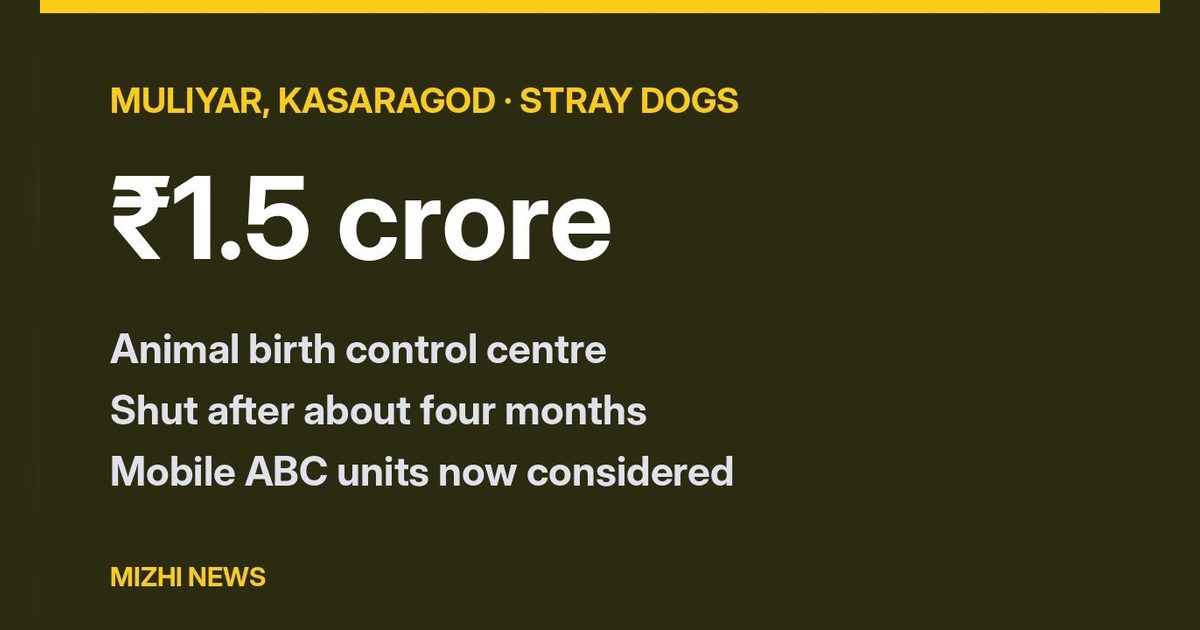 MULIYAR, KASARAGOD · STRAY DOGS
₹1.5 crore
Animal birth control centre
Shut after about four months
Mobile ABC units now considered
MIZHI NEWS